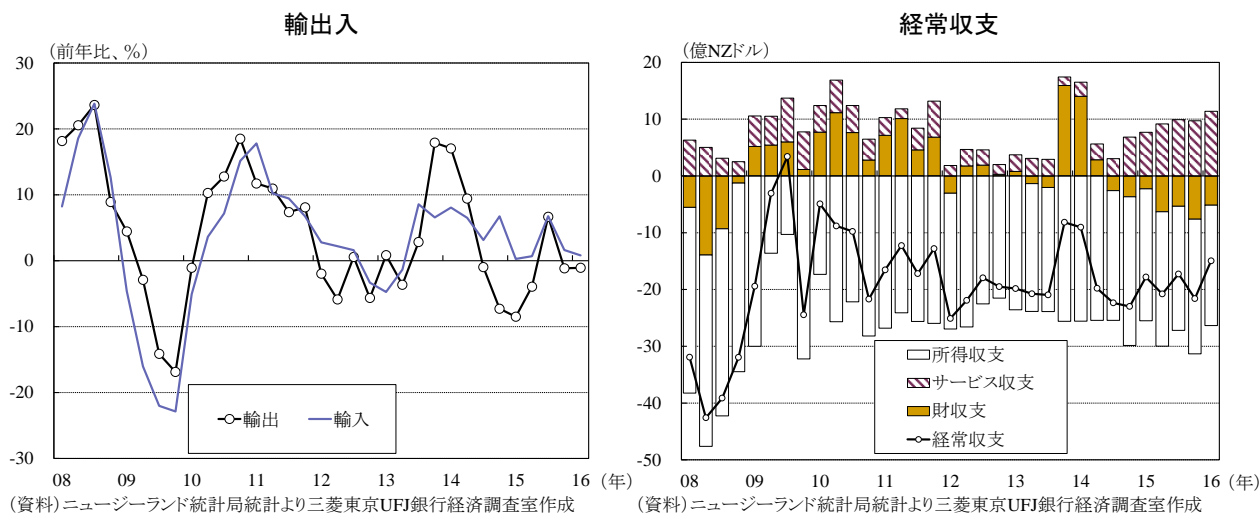 輸出入
(前年比、%)
30
20
10
0
-10
-20
-30
輸出
輸入
08 09 10 11 12 13 14 15 16 (年)
(資料)ニュージーランド統計局統計より三菱東京UFJ銀行経済調査室作成
経常収支
(億NZドル)
20
10
0
-10
-20
-30
-40
-50
所得収支
サービス収支
財収支
経常収支
08 09 10 11 12 13 14 15 16 (年)
(資料)ニュージーランド統計局統計より三菱東京UFJ銀行経済調査室作成